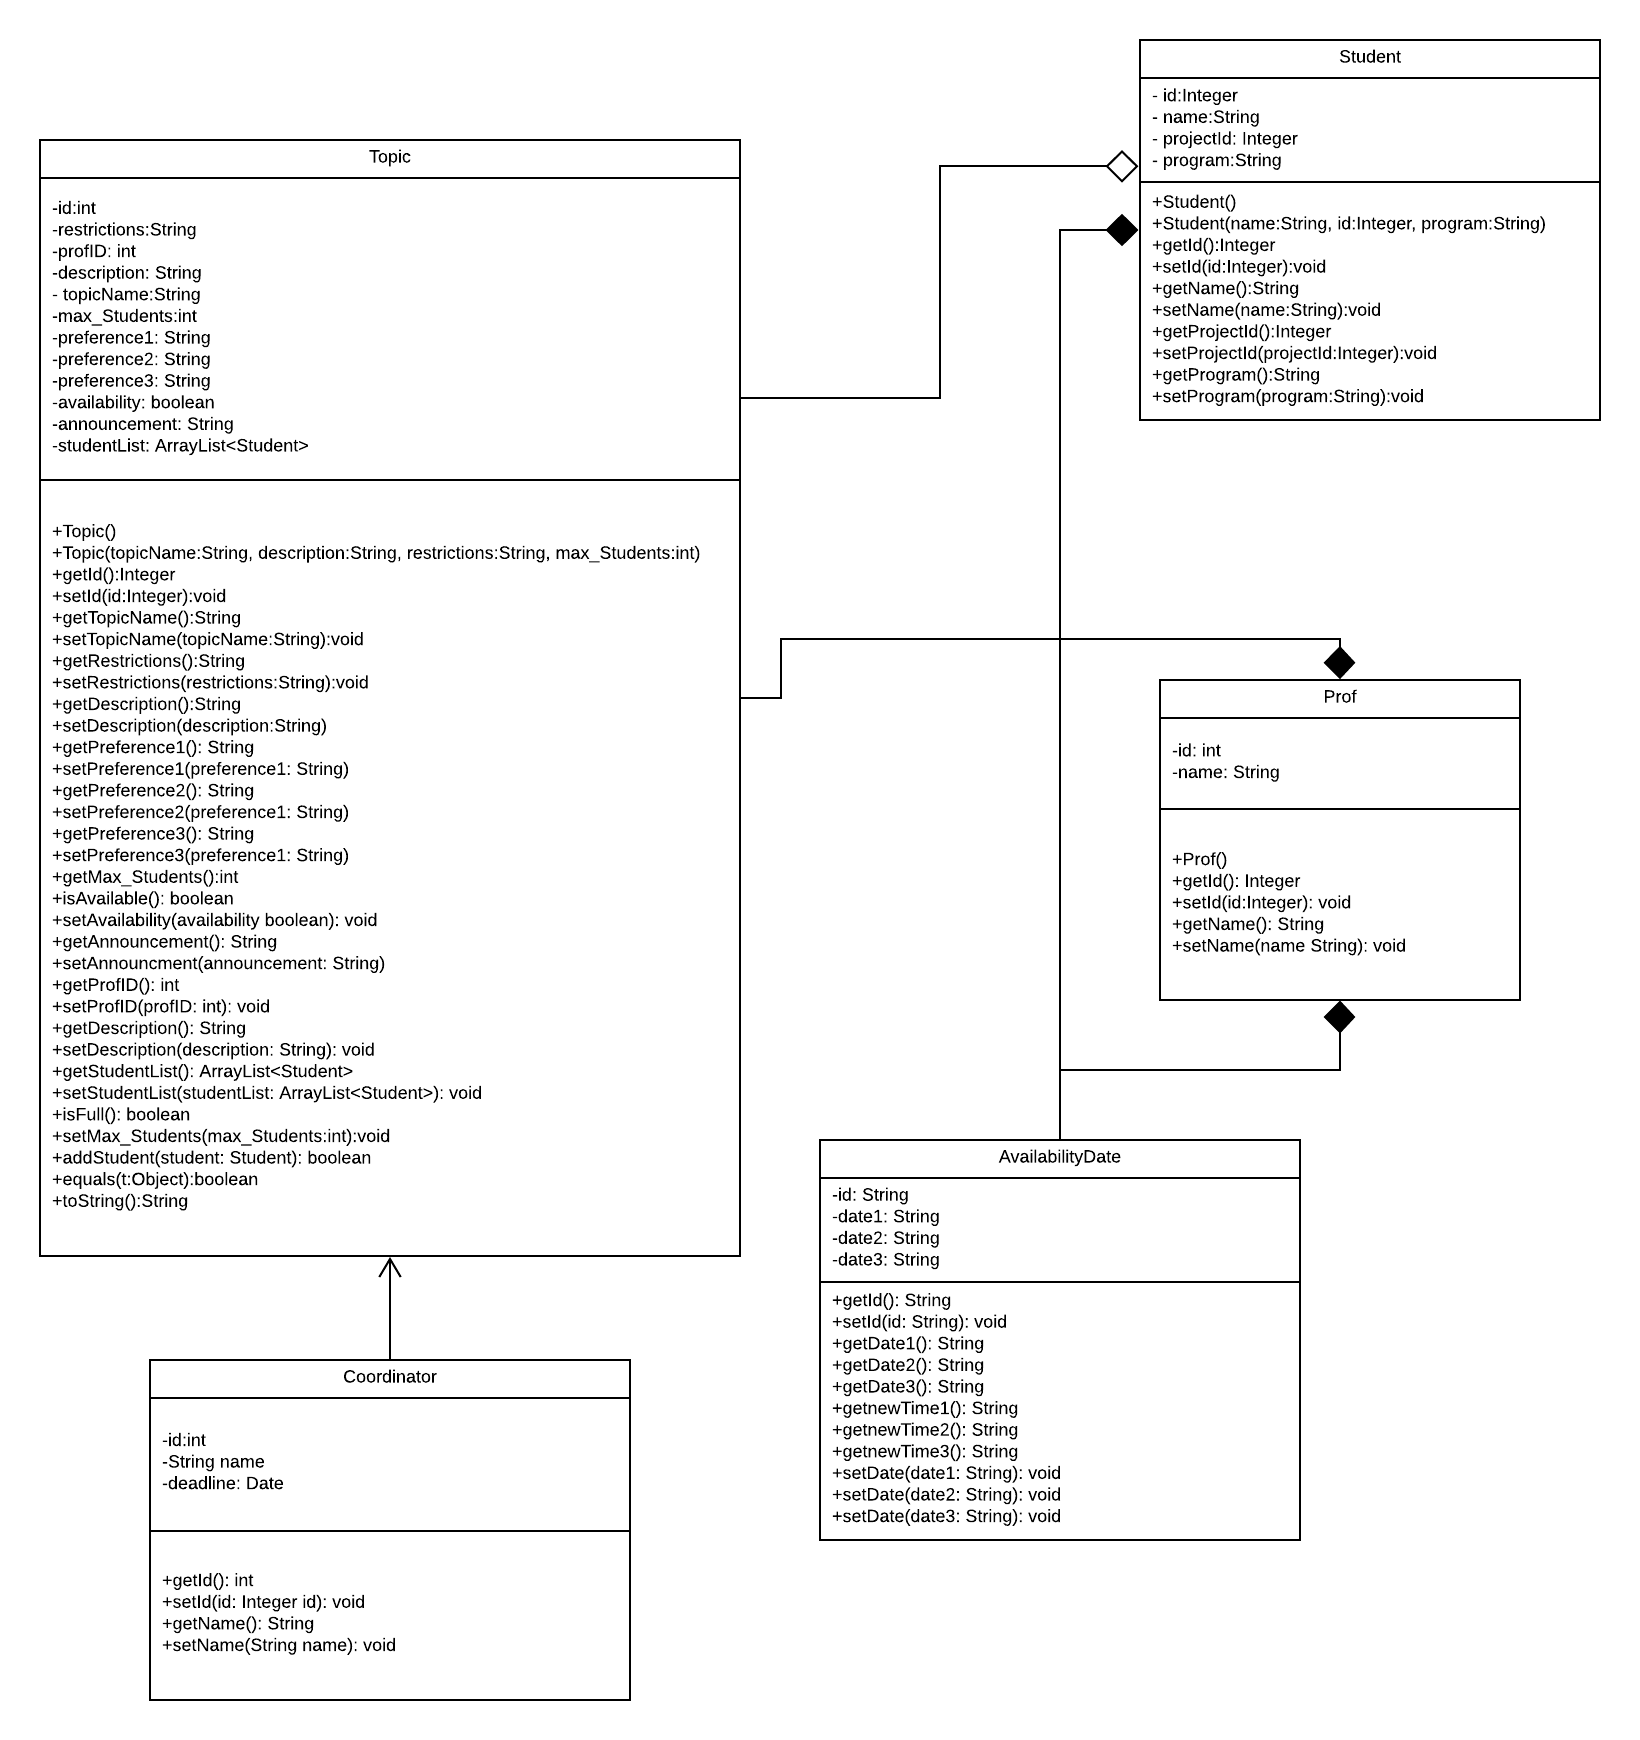 Student
- id:Integer
- name:String
- projectId: Integer
- program:String
+Student()
+Student(name:String, id:Integer, program:String)
+getId():Integer
+setId(id:Integer):void
+getName():String
+setName(name:String):void
+getProjectId():Integer
+setProjectId(projectId:Integer):void
+getProgram():String
+setProgram(program:String):void
Topic
-id:int
-restrictions:String
-profID: int
-description: String
- topicName:String
-max_Students:int
-preference1: String
-preference2: String
-preference3: String
-availability: boolean
-announcement: String
-studentList: ArrayList<Student>
+Topic()
+Topic(topicName:String, description:String, restrictions:String, max_Students:int)
+getId():Integer
+setId(id:Integer):void
+getTopicName():String
+setTopicName(topicName:String):void
+getRestrictions():String
+setRestrictions(restrictions:String):void
+getDescription():String
+setDescription(description:String)
+getPreference1(): String
+setPreference1(preference1: String)
+getPreference2(): String
+setPreference2(preference1: String)
+getPreference3(): String
+setPreference3(preference1: String)
+getMax_Students():int
+isAvailable(): boolean
+setAvailability(availability boolean): void
+getAnnouncement(): String
+setAnnouncment(announcement: String)
+getProfID(): int
+setProfID(profID: int): void
+getDescription(): String
+setDescription(description: String): void
+getStudentList(): ArrayList<Student>
+setStudentList(studentList: ArrayList<Student>): void
+isFull(): boolean
+setMax_Students(max_Students:int):void
+addStudent(student: Student): boolean
+equals(t:Object):boolean
+toString():String
Prof
-id: int
-name: String
+Prof()
+getId(): Integer
+setId(id:Integer): void
+getName(): String
+setName(name String): void
AvailabilityDate
-id: String
-date1: String
-date2: String
-date3: String
+getId(): String
+setId(id: String): void
+getDate1(): String
+getDate2(): String
+getDate3(): String
+getnewTime1(): String
+getnewTime2(): String
+getnewTime3(): String
+setDate(date1: String): void
+setDate(date2: String): void
+setDate(date3: String): void
Coordinator
-id:int
-String name
-deadline: Date
+getId(): int
+setId(id: Integer id): void
+getName(): String
+setName(String name): void